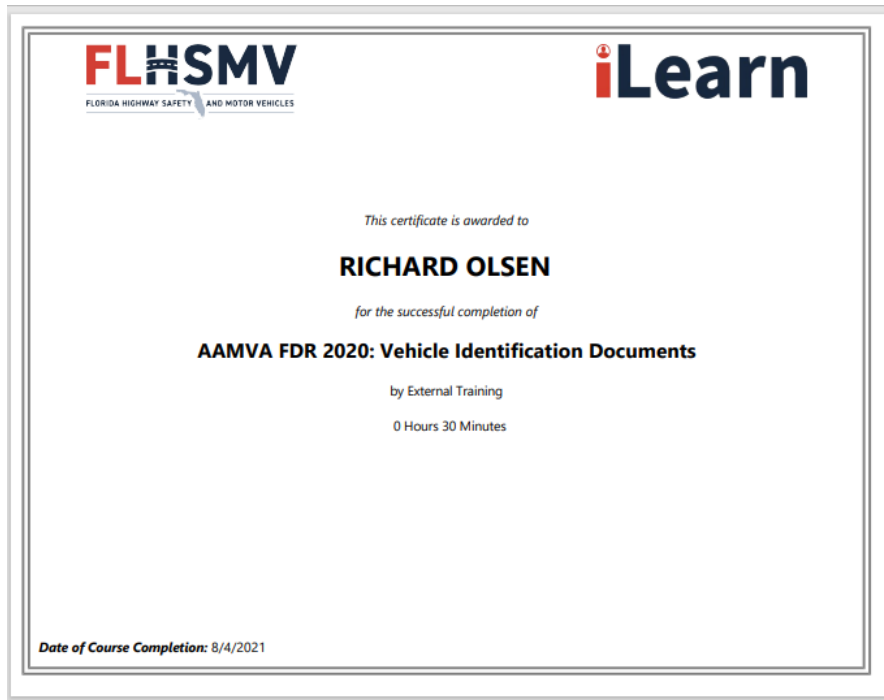 FLHSMV
FLORIDA HIGHWAY SAFETY AND MOTOR VEHICLES
iLearn
This certificate is awarded to
RICHARD OLSEN
for the successful completion of
AAMVA FDR 2020: Vehicle Identification Documents
by External Training
0 Hours 30 Minutes
Date of Course Completion: 8/4/2021